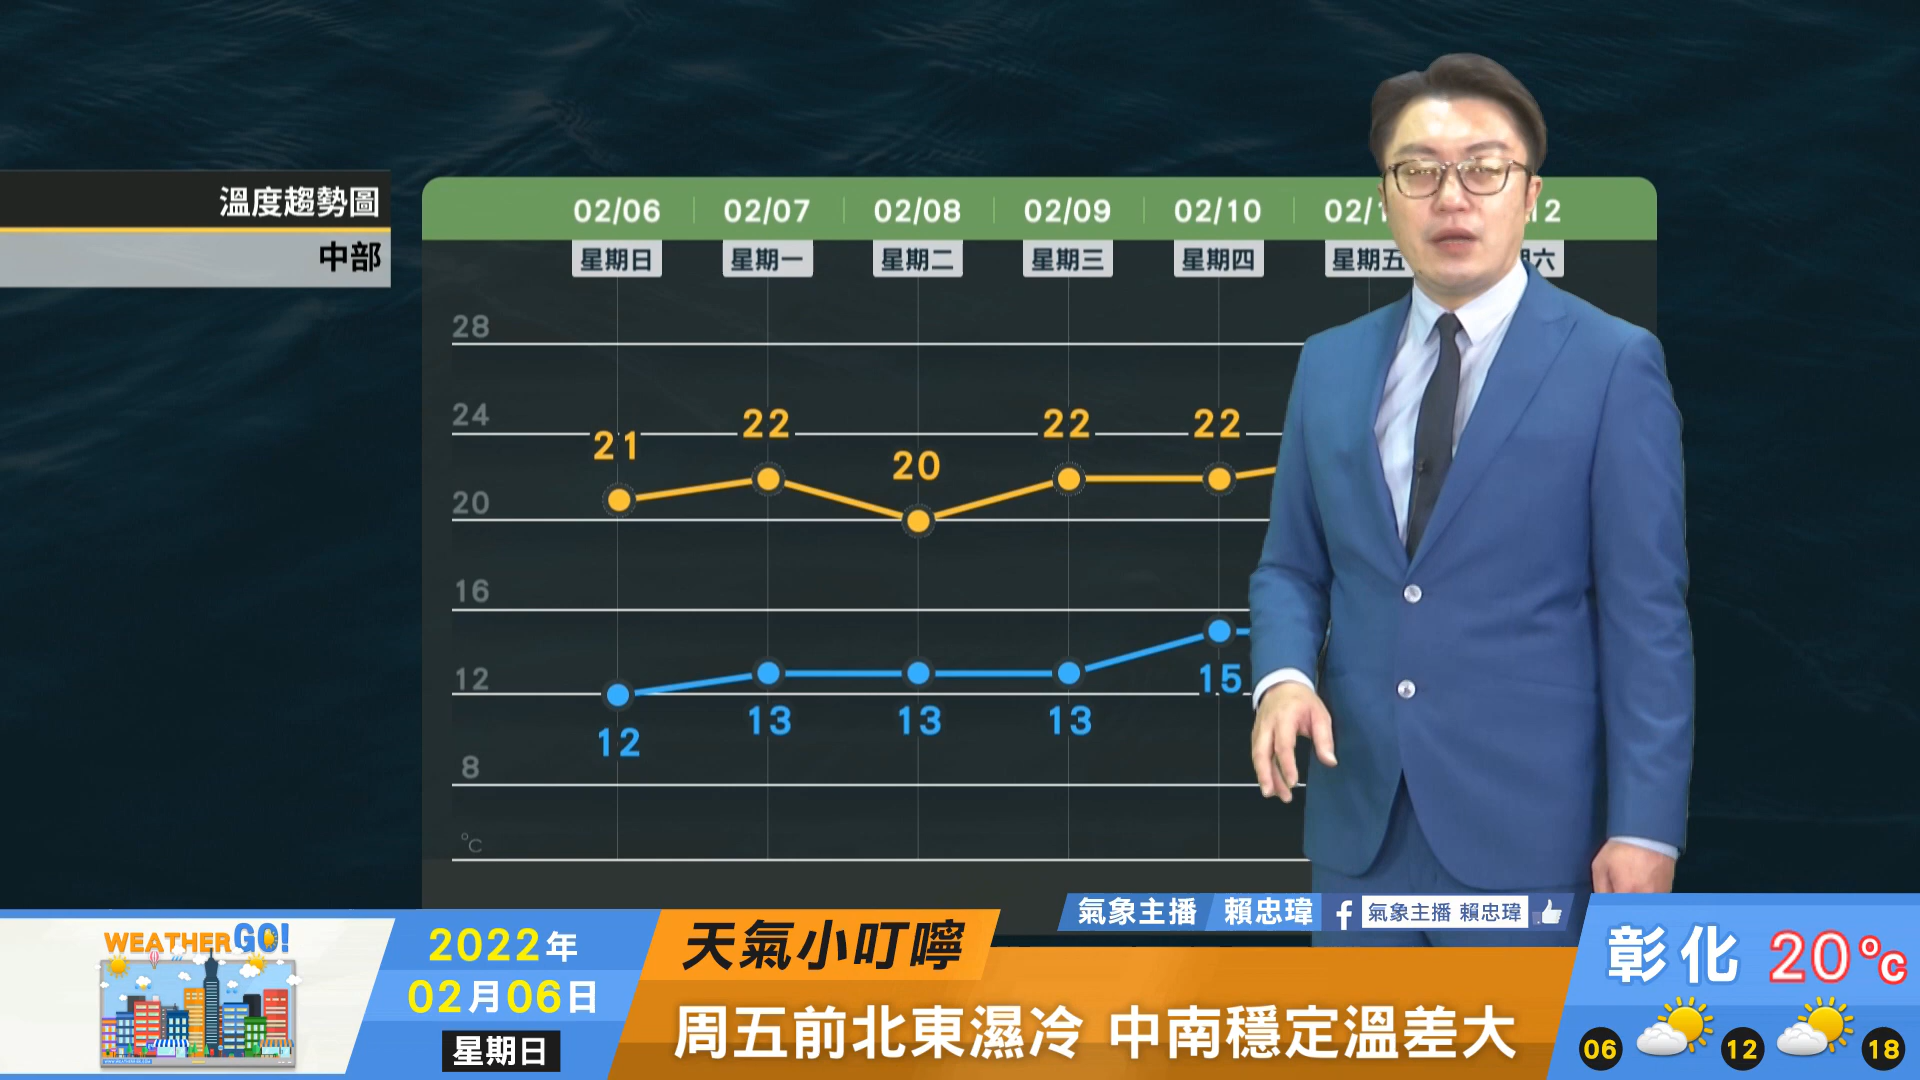 溫度趨勢圖
中部
02/06 02/07 02/08 02/09 02/10
星期日 星期一 星期二 星期三 星期四 星期五
28
24
20
16
12
8
°C
21 22 20 22 22
12 13 13 13 15
氣象主播 賴忠瑋 f 氣象主播 賴忠瑋
WEATHER GO!
2022年
02月06日
星期日
天氣小叮嚀
周五前北東濕冷 中南穩定溫差大
彰化 20°C
06 12 18